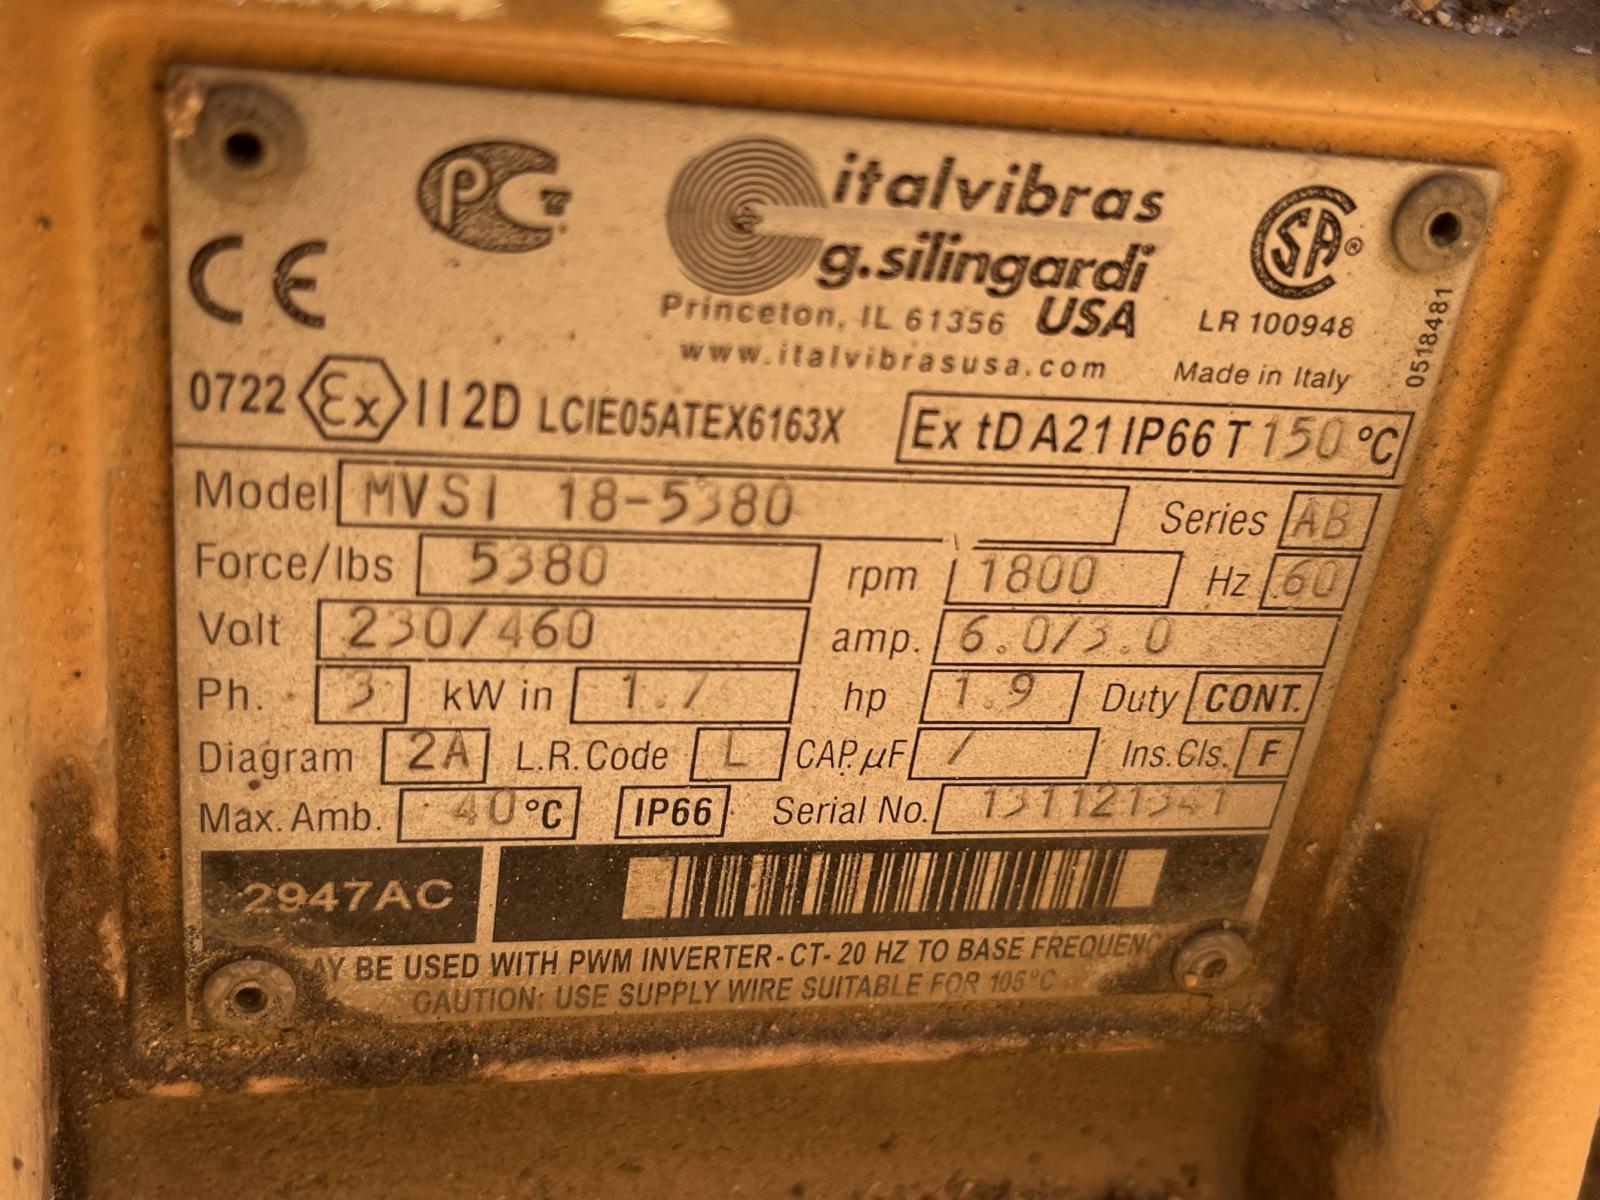 PCT
italvibras
g.silingardi
USA
Princeton, IL 61356
www.italvibrasusa.com
CE
CSA®
LR 100948
Made in Italy
0518481
0722 Ex II 2D LCIE05ATEX6163X
Ex tD A21 IP66 T 150 °C
Model MVSI 18-5380 Series AB
Force/lbs 5380 rpm 1800 Hz 60
Volt 230/460 amp. 6.0/3.0
Ph. 3 kW in 1.7 hp 1.9 Duty CONT.
Diagram 2A L.R. Code L CAP. µF / Ins. Cls. F
Max. Amb. 40 °C IP66 Serial No. 131121341
2947AC
AY BE USED WITH PWM INVERTER - CT - 20 HZ TO BASE FREQUENC
CAUTION: USE SUPPLY WIRE SUITABLE FOR 105°C